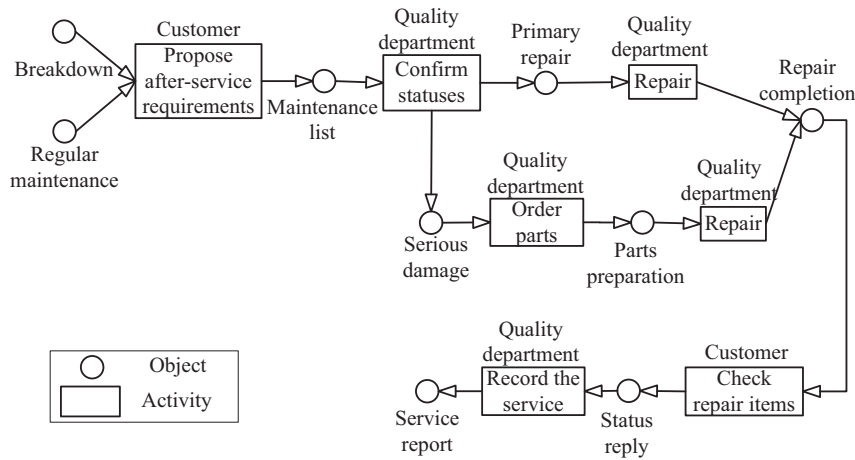 Breakdown
Regular
maintenance
Customer
Propose
after-service
requirements
Maintenance
list
Quality
department
Confirm
statuses
Primary
repair
Quality
department
Repair
Repair
completion
Serious
damage
Quality
department
Order
parts
Parts
preparation
Quality
department
Repair
Customer
Check
repair items
Status
reply
Quality
department
Record the
service
Service
report
Object
Activity